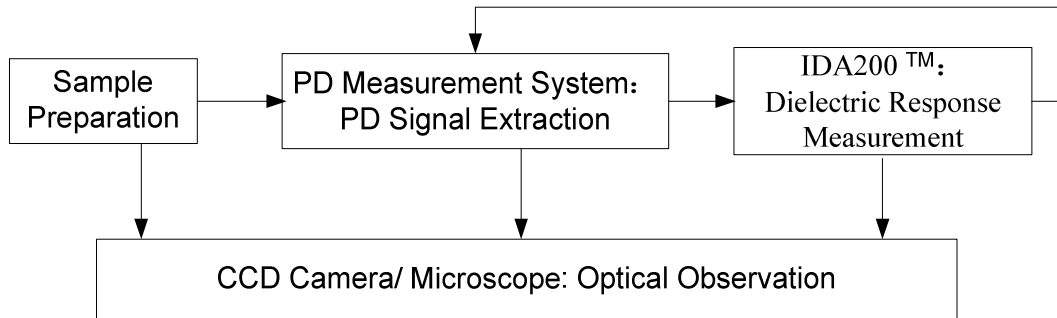 Sample
Preparation
PD Measurement System：
PD Signal Extraction
IDA200 ™：
Dielectric Response
Measurement
CCD Camera/ Microscope: Optical Observation